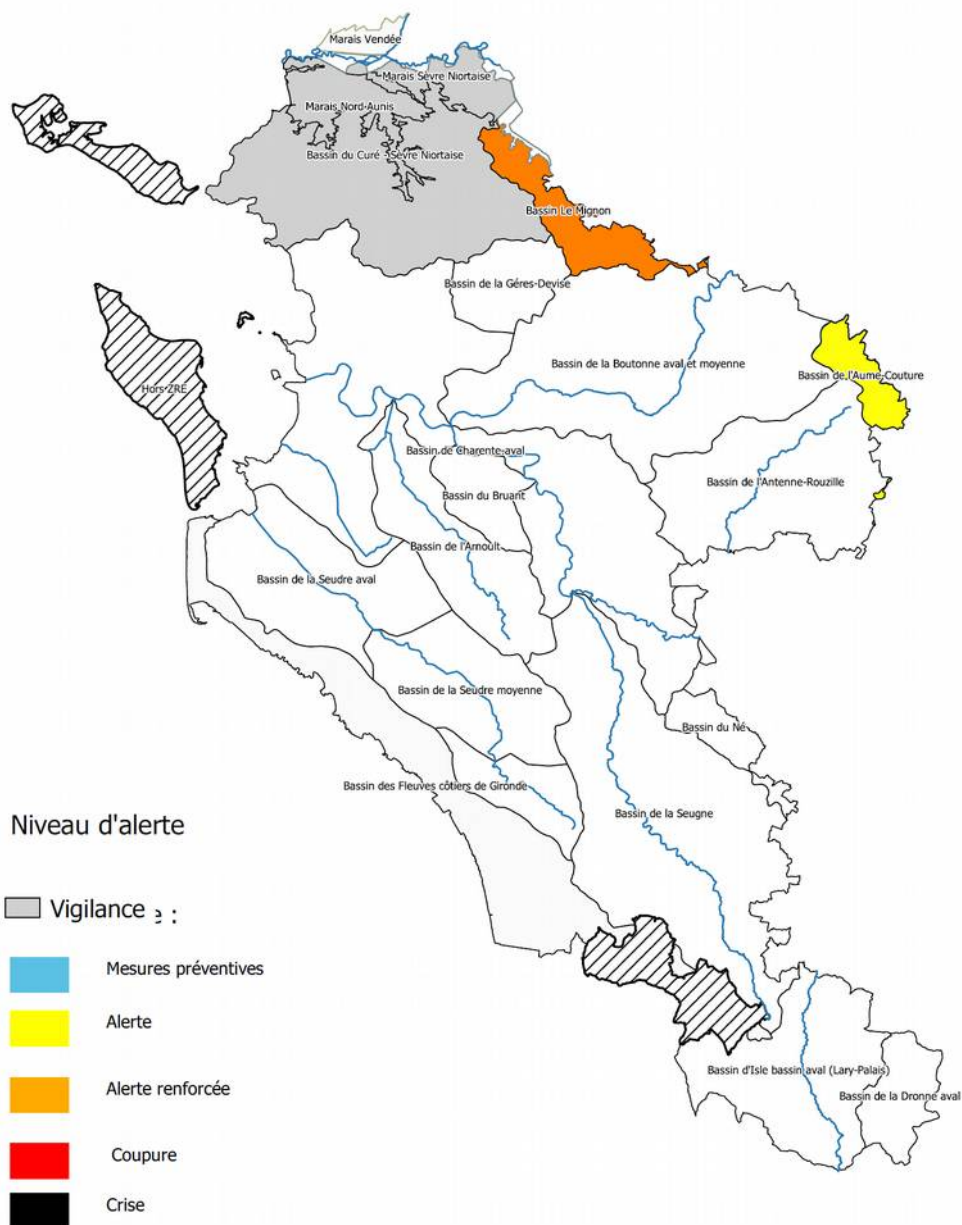 Marais Vendée
Marais Sèvre Niortaise
Marais Nord-Aunis
Bassin du Curé - Sèvre Niortaise
Bassin Le Mignon
Bassin de la Gères-Devise
Bassin de la Boutonne aval et moyenne
Bassin de l'Aume-Couture
Hors ZRE
Bassin de Charente aval
Bassin de l'Antenne-Rouzille
Bassin du Bruant
Bassin de l'Arnoult
Bassin de la Seudre aval
Bassin de la Seudre moyenne
Bassin du Né
Bassin des Fleuves côtiers de Gironde
Bassin de la Seugne
Niveau d'alerte
Vigilance :
Mesures préventives
Alerte
Bassin d'Isle bassin aval (Lary-Palais)
Alerte renforcée
Bassin de la Dronne aval
Coupure
Crise